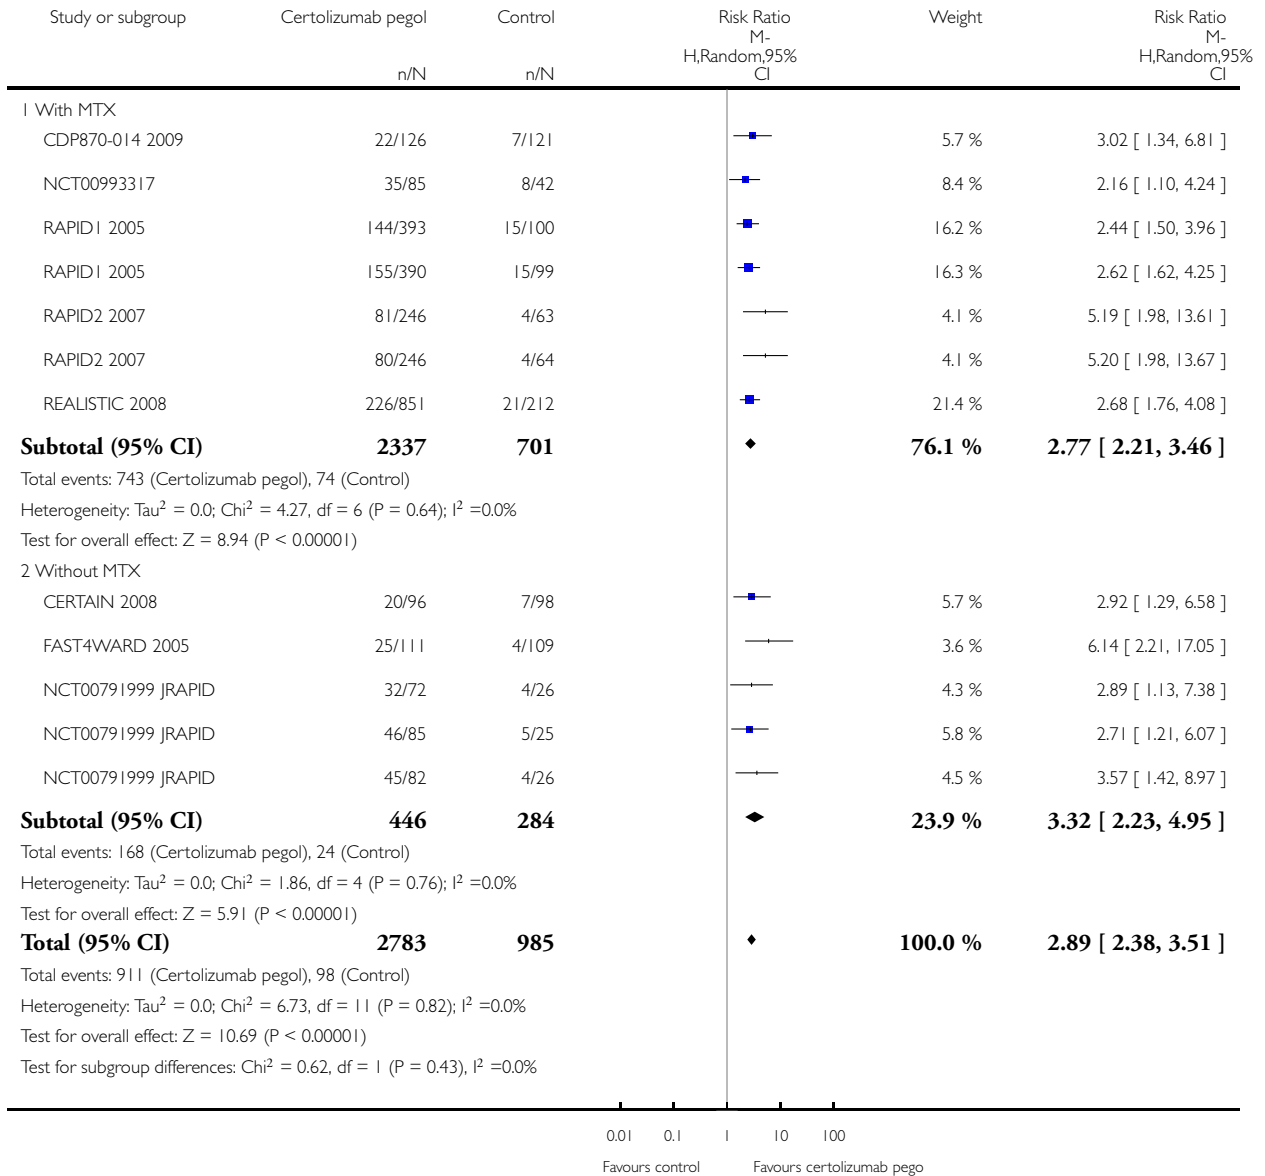 Study or subgroup Certolizumab pegol Control Risk Ratio Weight Risk Ratio
M- M-
H,Random,95% H,Random,95%
n/N n/N CI CI
1 With MTX
CDP870-014 2009 22/126 7/121 5.7 % 3.02 [ 1.34, 6.81 ]
NCT00993317 35/85 8/42 8.4 % 2.16 [ 1.10, 4.24 ]
RAPID1 2005 144/393 15/100 16.2 % 2.44 [ 1.50, 3.96 ]
RAPID1 2005 155/390 15/99 16.3 % 2.62 [ 1.62, 4.25 ]
RAPID2 2007 81/246 4/63 4.1 % 5.19 [ 1.98, 13.61 ]
RAPID2 2007 80/246 4/64 4.1 % 5.20 [ 1.98, 13.67 ]
REALISTIC 2008 226/851 21/212 21.4 % 2.68 [ 1.76, 4.08 ]
Subtotal (95% CI) 2337 701 76.1 % 2.77 [ 2.21, 3.46 ]
Total events: 743 (Certolizumab pegol), 74 (Control)
Heterogeneity: Tau² = 0.0; Chi² = 4.27, df = 6 (P = 0.64); I² =0.0%
Test for overall effect: Z = 8.94 (P < 0.00001)
2 Without MTX
CERTAIN 2008 20/96 7/98 5.7 % 2.92 [ 1.29, 6.58 ]
FAST4WARD 2005 25/111 4/109 3.6 % 6.14 [ 2.21, 17.05 ]
NCT00791999 JRAPID 32/72 4/26 4.3 % 2.89 [ 1.13, 7.38 ]
NCT00791999 JRAPID 46/85 5/25 5.8 % 2.71 [ 1.21, 6.07 ]
NCT00791999 JRAPID 45/82 4/26 4.5 % 3.57 [ 1.42, 8.97 ]
Subtotal (95% CI) 446 284 23.9 % 3.32 [ 2.23, 4.95 ]
Total events: 168 (Certolizumab pegol), 24 (Control)
Heterogeneity: Tau² = 0.0; Chi² = 1.86, df = 4 (P = 0.76); I² =0.0%
Test for overall effect: Z = 5.91 (P < 0.00001)
Total (95% CI) 2783 985 100.0 % 2.89 [ 2.38, 3.51 ]
Total events: 911 (Certolizumab pegol), 98 (Control)
Heterogeneity: Tau² = 0.0; Chi² = 6.73, df = 11 (P = 0.82); I² =0.0%
Test for overall effect: Z = 10.69 (P < 0.00001)
Test for subgroup differences: Chi² = 0.62, df = 1 (P = 0.43), I² =0.0%
0.01 0.1 1 10 100
Favours control Favours certolizumab pego